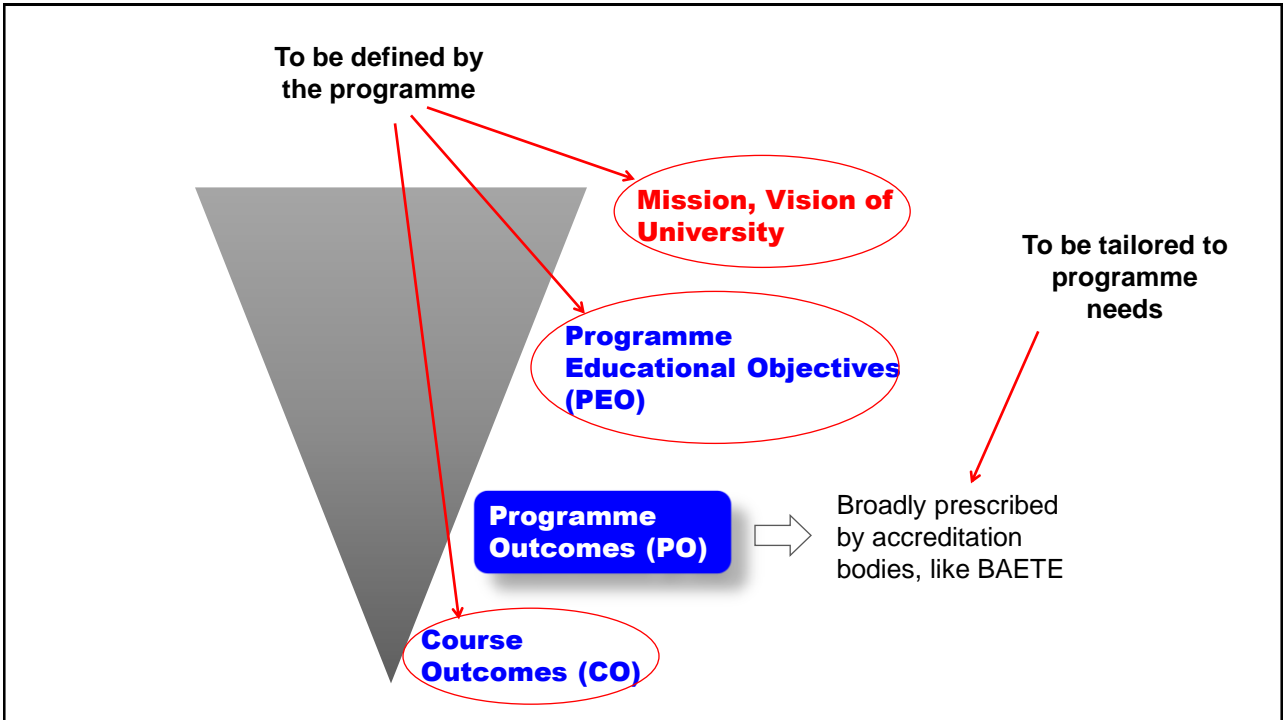 To be defined by
the programme
Mission, Vision of
University
To be tailored to
programme
needs
Programme
Educational Objectives
(PEO)
Programme
Outcomes (PO)
Broadly prescribed
by accreditation
bodies, like BAETE
Course
Outcomes (CO)